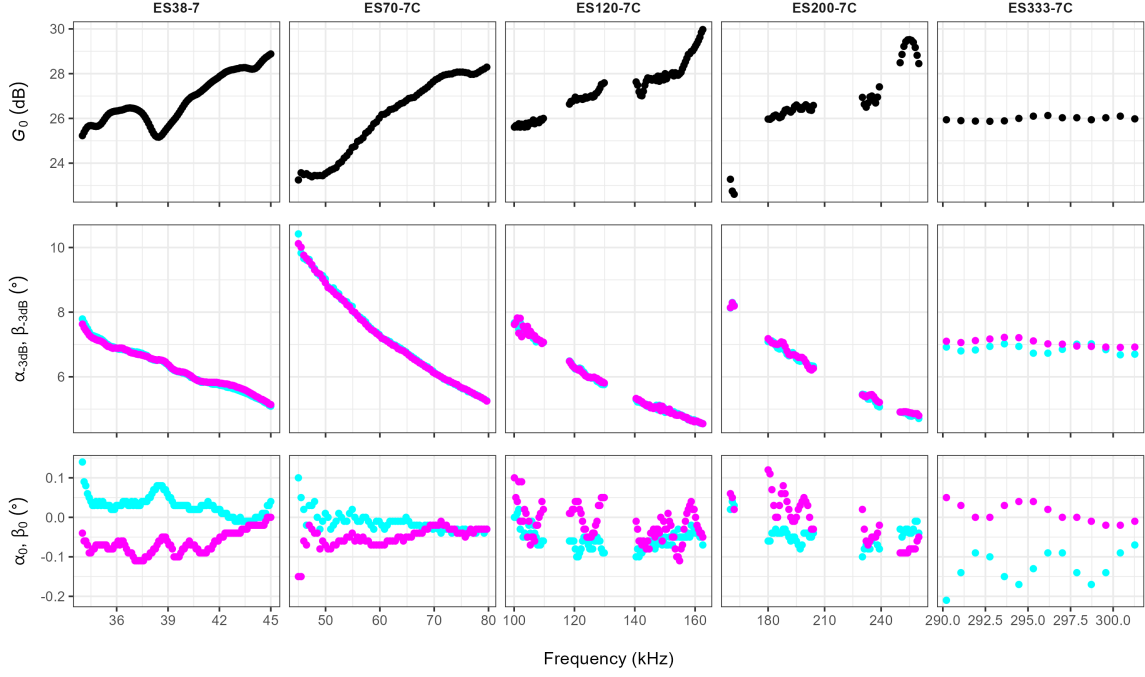 ES38-7 ES70-7C ES120-7C ES200-7C ES333-7C
G0 (dB)
30
28
26
24
α-3dB, β-3dB (°)
10
8
6
α0, β0 (°)
0.1
0.0
-0.1
-0.2
36 39 42 45 50 60 70 80 100 120 140 160 180 210 240 290.0 292.5 295.0 297.5 300.0
Frequency (kHz)